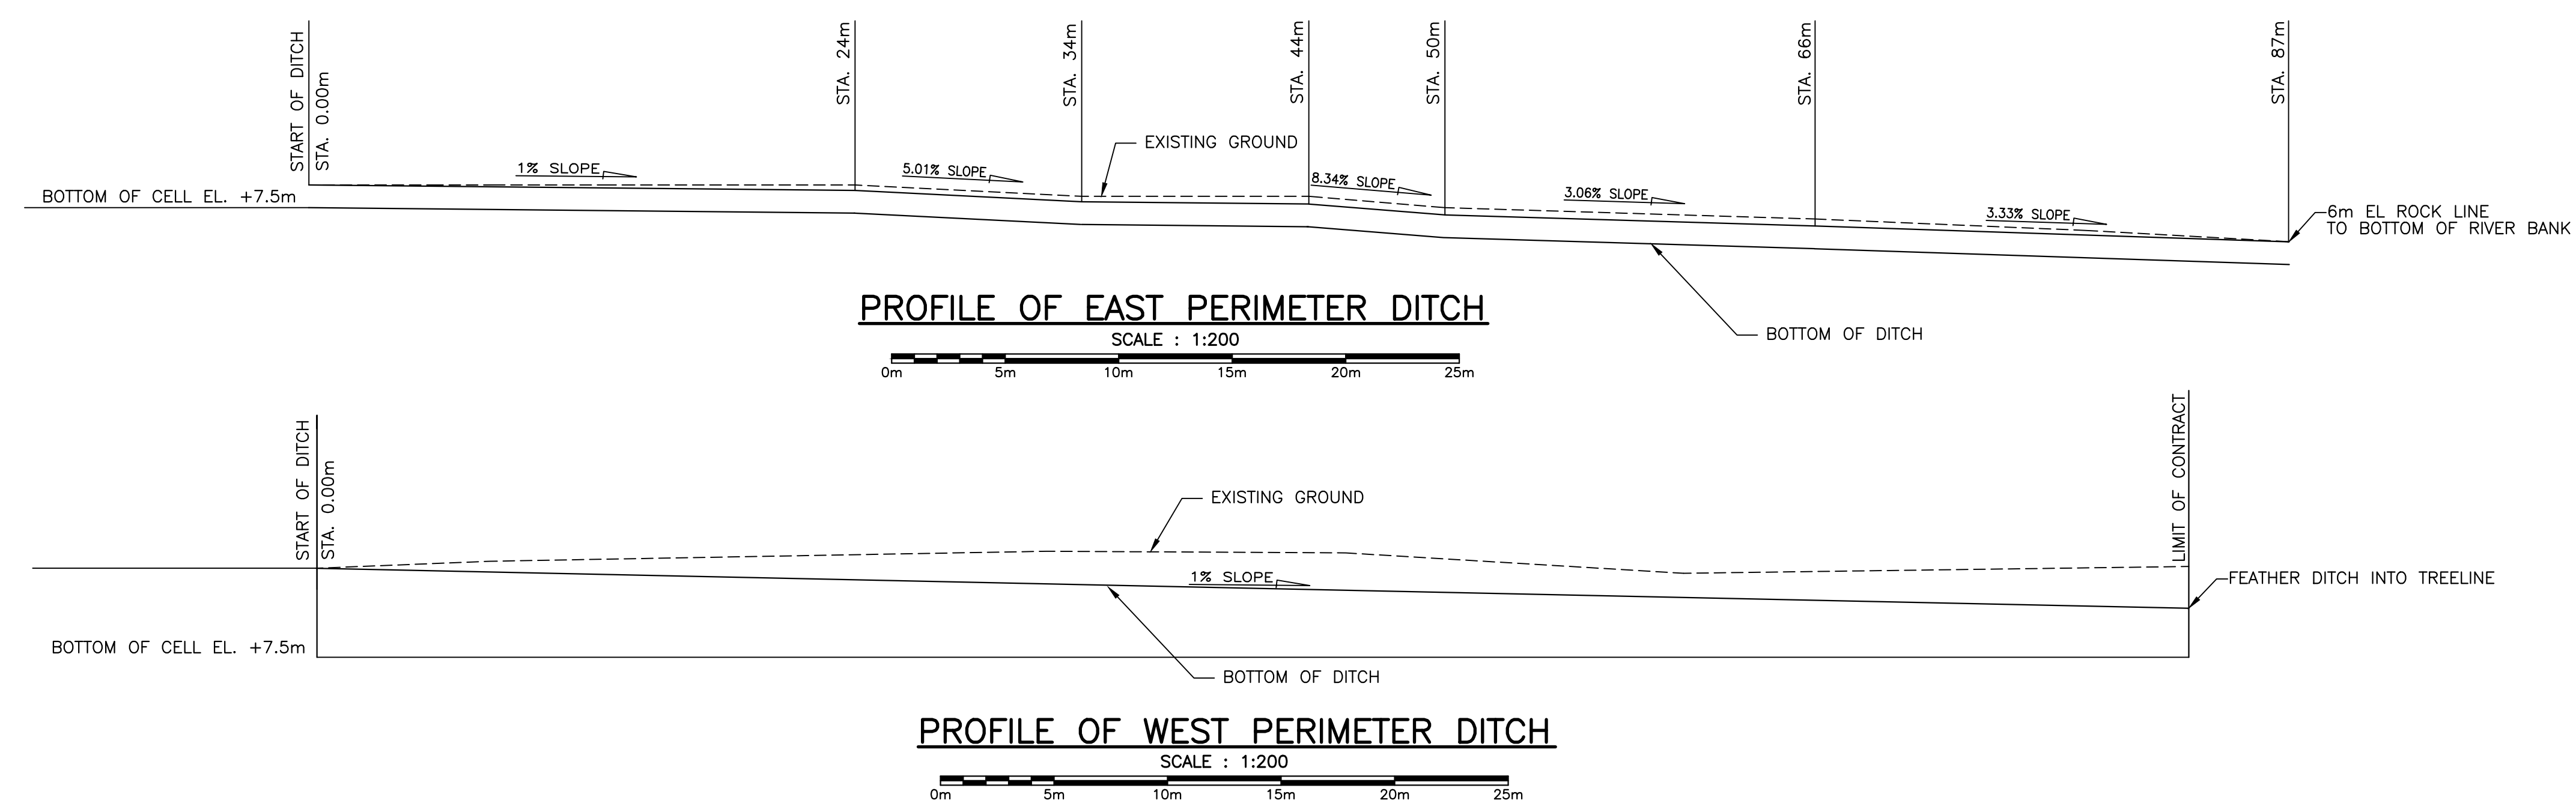 START OF DITCH
STA. 0.00m
STA. 24m
STA. 34m
STA. 44m
STA. 50m
STA. 66m
STA. 87m
EXISTING GROUND
1% SLOPE
5.01% SLOPE
8.34% SLOPE
3.06% SLOPE
3.33% SLOPE
BOTTOM OF CELL EL. +7.5m
6m EL ROCK LINE
TO BOTTOM OF RIVER BANK
PROFILE OF EAST PERIMETER DITCH
SCALE : 1:200
BOTTOM OF DITCH
0m 5m 10m 15m 20m 25m
START OF DITCH
STA. 0.00m
LIMIT OF CONTRACT
EXISTING GROUND
1% SLOPE
FEATHER DITCH INTO TREELINE
BOTTOM OF CELL EL. +7.5m
BOTTOM OF DITCH
PROFILE OF WEST PERIMETER DITCH
SCALE : 1:200
0m 5m 10m 15m 20m 25m